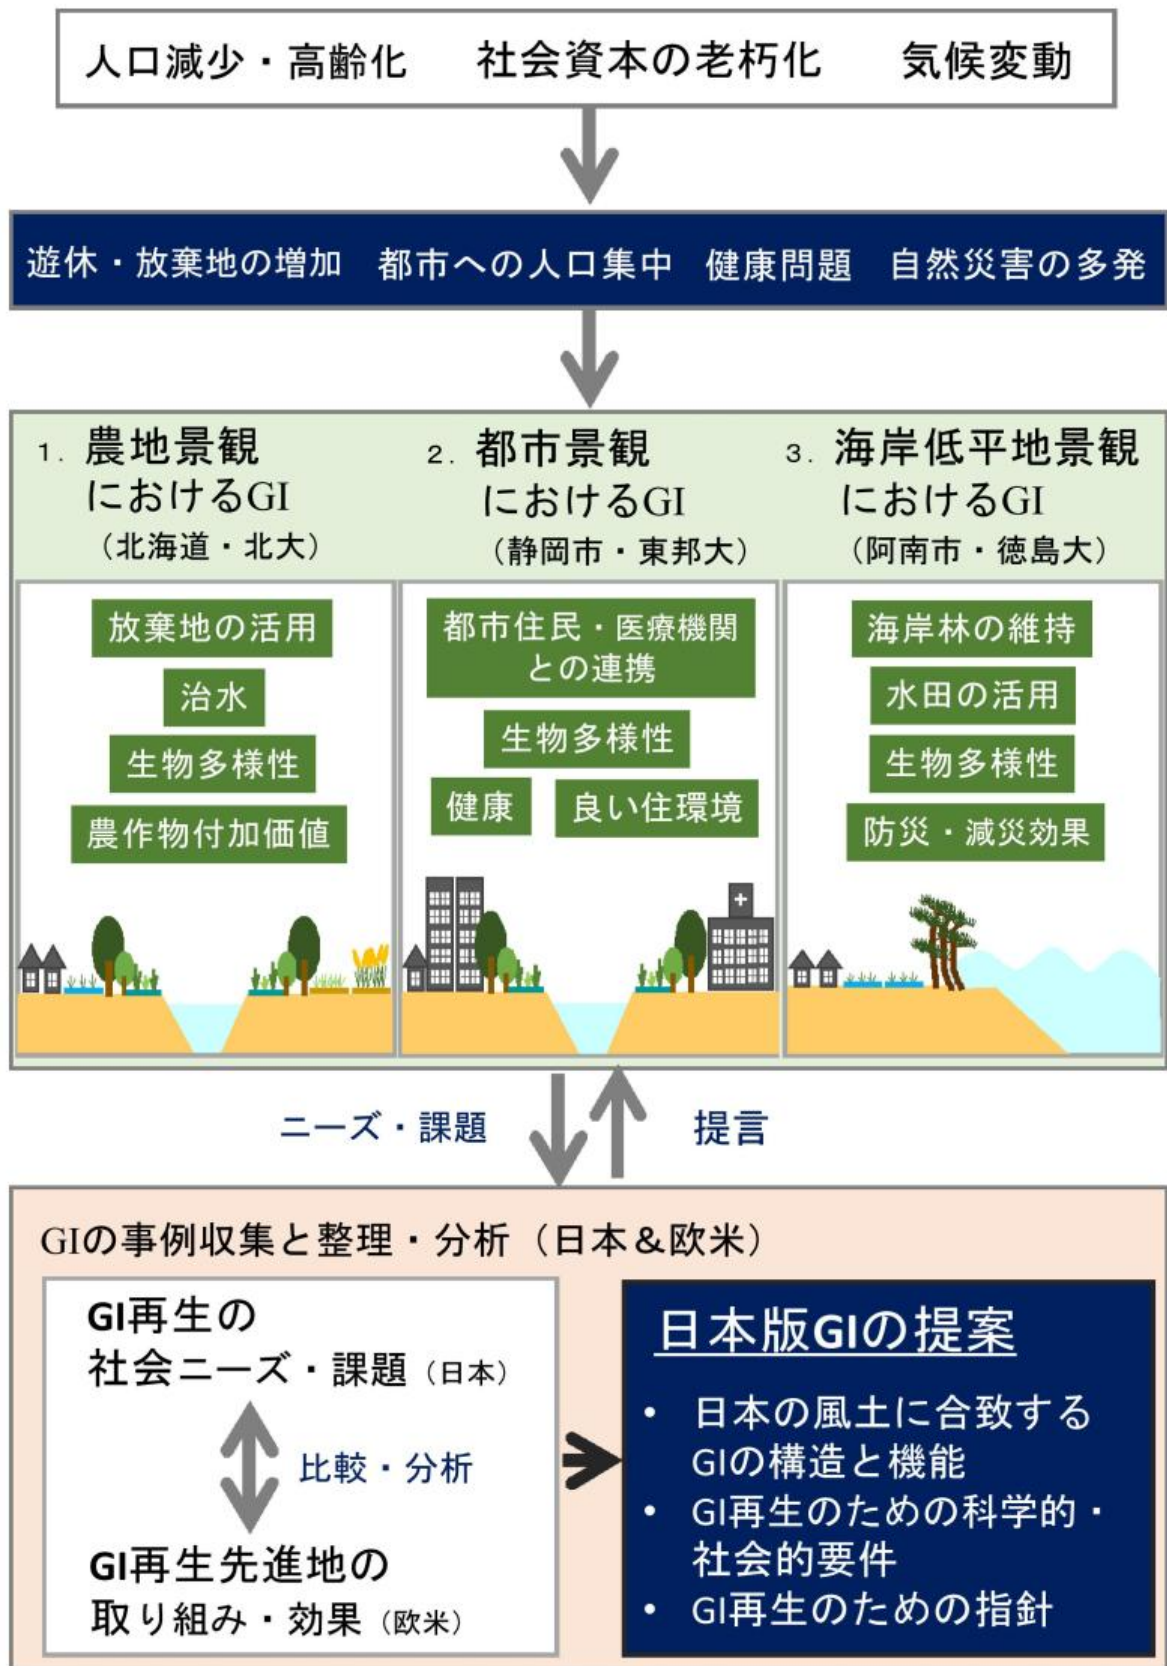 人口減少・高齢化 社会資本の老朽化 気候変動
遊休・放棄地の増加 都市への人口集中 健康問題 自然災害の多発
1. 農地景観
におけるGI
（北海道・北大）
放棄地の活用
治水
生物多様性
農作物付加価値
2. 都市景観
におけるGI
（静岡市・東邦大）
都市住民・医療機関
との連携
生物多様性
健康 良い住環境
3. 海岸低平地景観
におけるGI
（阿南市・徳島大）
海岸林の維持
水田の活用
生物多様性
防災・減災効果
ニーズ・課題 提言
GIの事例収集と整理・分析（日本＆欧米）
GI再生の
社会ニーズ・課題（日本）
比較・分析
GI再生先進地の
取り組み・効果（欧米）
日本版GIの提案
• 日本の風土に合致する
GIの構造と機能
• GI再生のための科学的・
社会的要件
• GI再生のための指針